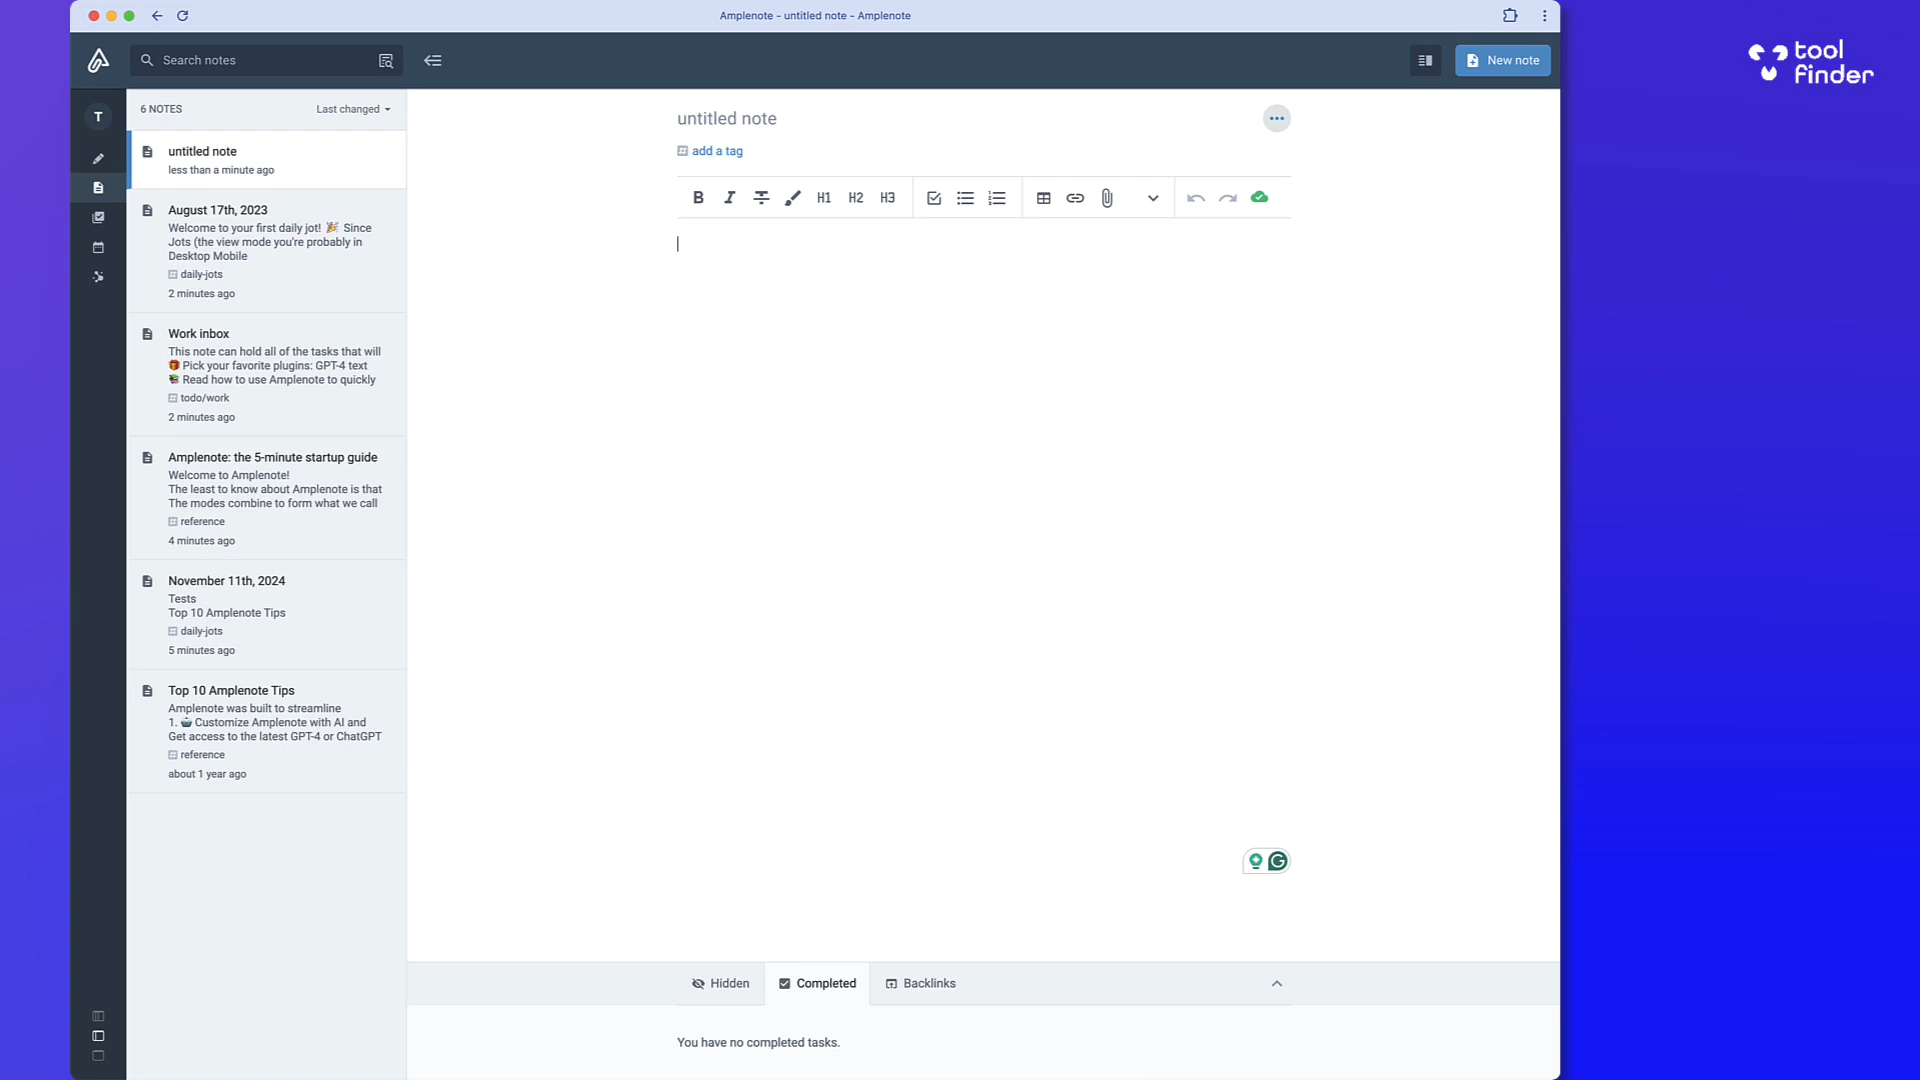 Amplenote - untitled note - Amplenote
tool
finder
Search notes
New note
T
6 NOTES
Last changed
untitled note
less than a minute ago
August 17th, 2023
Welcome to your first daily jot! 🎉 Since
Jots (the view mode you're probably in
Desktop Mobile
daily-jots
2 minutes ago
Work inbox
This note can hold all of the tasks that will
🎁 Pick your favorite plugins: GPT-4 text
📚 Read how to use Amplenote to quickly
todo/work
2 minutes ago
Amplenote: the 5-minute startup guide
Welcome to Amplenote!
The least to know about Amplenote is that
The modes combine to form what we call
reference
4 minutes ago
November 11th, 2024
Tests
Top 10 Amplenote Tips
daily-jots
5 minutes ago
Top 10 Amplenote Tips
Amplenote was built to streamline
1. 🤖 Customize Amplenote with AI and
Get access to the latest GPT-4 or ChatGPT
reference
about 1 year ago
untitled note
add a tag
B I S H1 H2 H3
Hidden
Completed
Backlinks
You have no completed tasks.